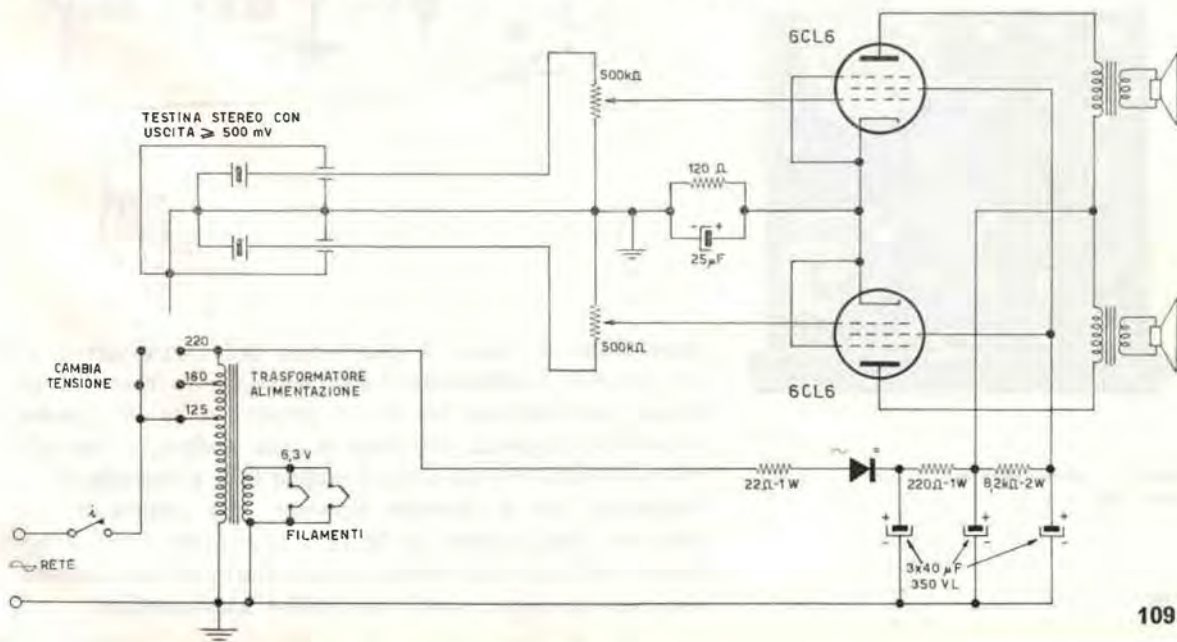 6CL6
500kΩ
TESTINA STEREO CON
USCITA ⩾ 500 mV
120 Ω
- +
25µF
500kΩ
6CL6
220
160
125
CAMBIA
TENSIONE
TRASFORMATORE
ALIMENTAZIONE
6,3 V
FILAMENTI
RETE
22Ω-1W
220Ω-1W
8,2kΩ-2W
+
-
+
-
+
-
3x40 µF
350 VL
109